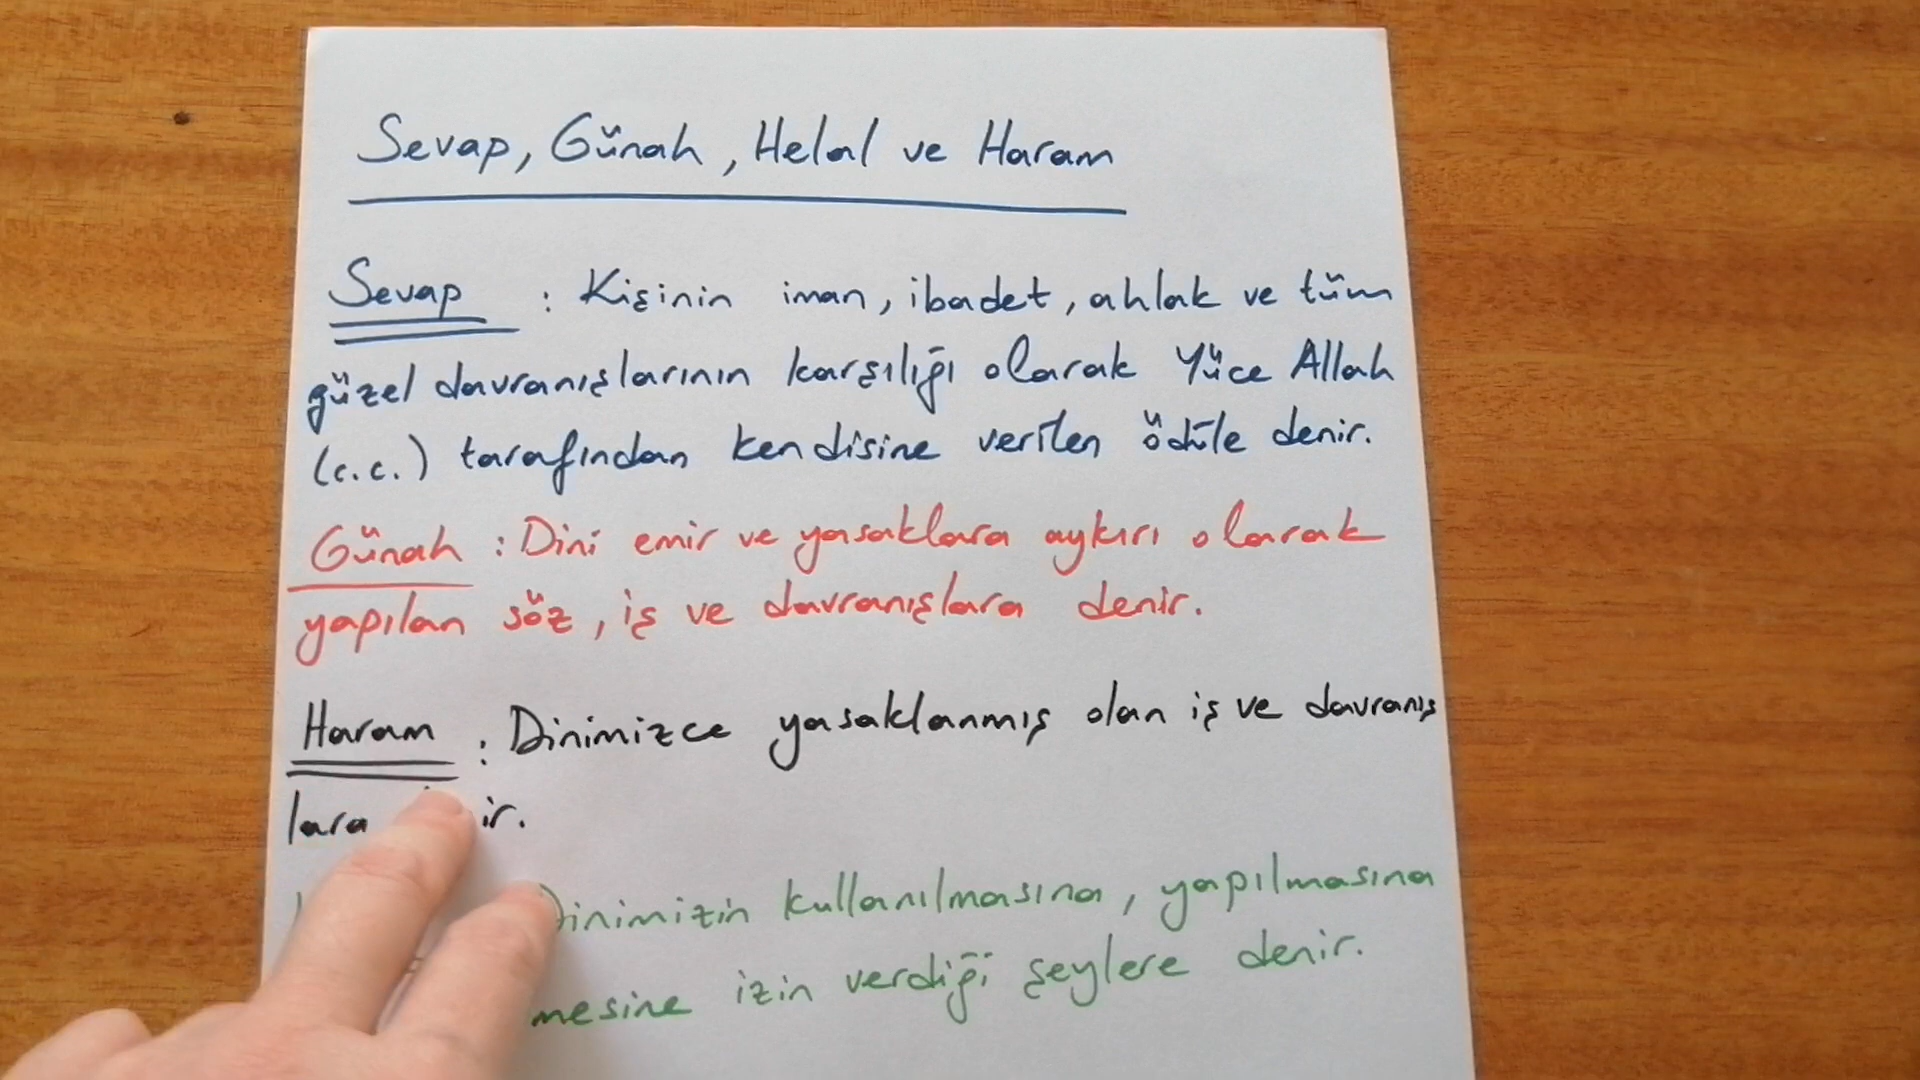 Sevap, Günah, Helal ve Haram
Sevap : Kişinin iman, ibadet, ahlak ve tüm
güzel davranışlarının karşılığı olarak Yüce Allah
(c.c.) tarafından kendisine verilen ödüle denir.
Günah : Dini emir ve yasaklara aykırı olarak
yapılan söz, iş ve davranışlara denir.
Haram : Dinimizce yasaklanmış olan iş ve davranış
lara ir.
Dinimizin kullanılmasına, yapılmasına
mesine izin verdiği şeylere denir.